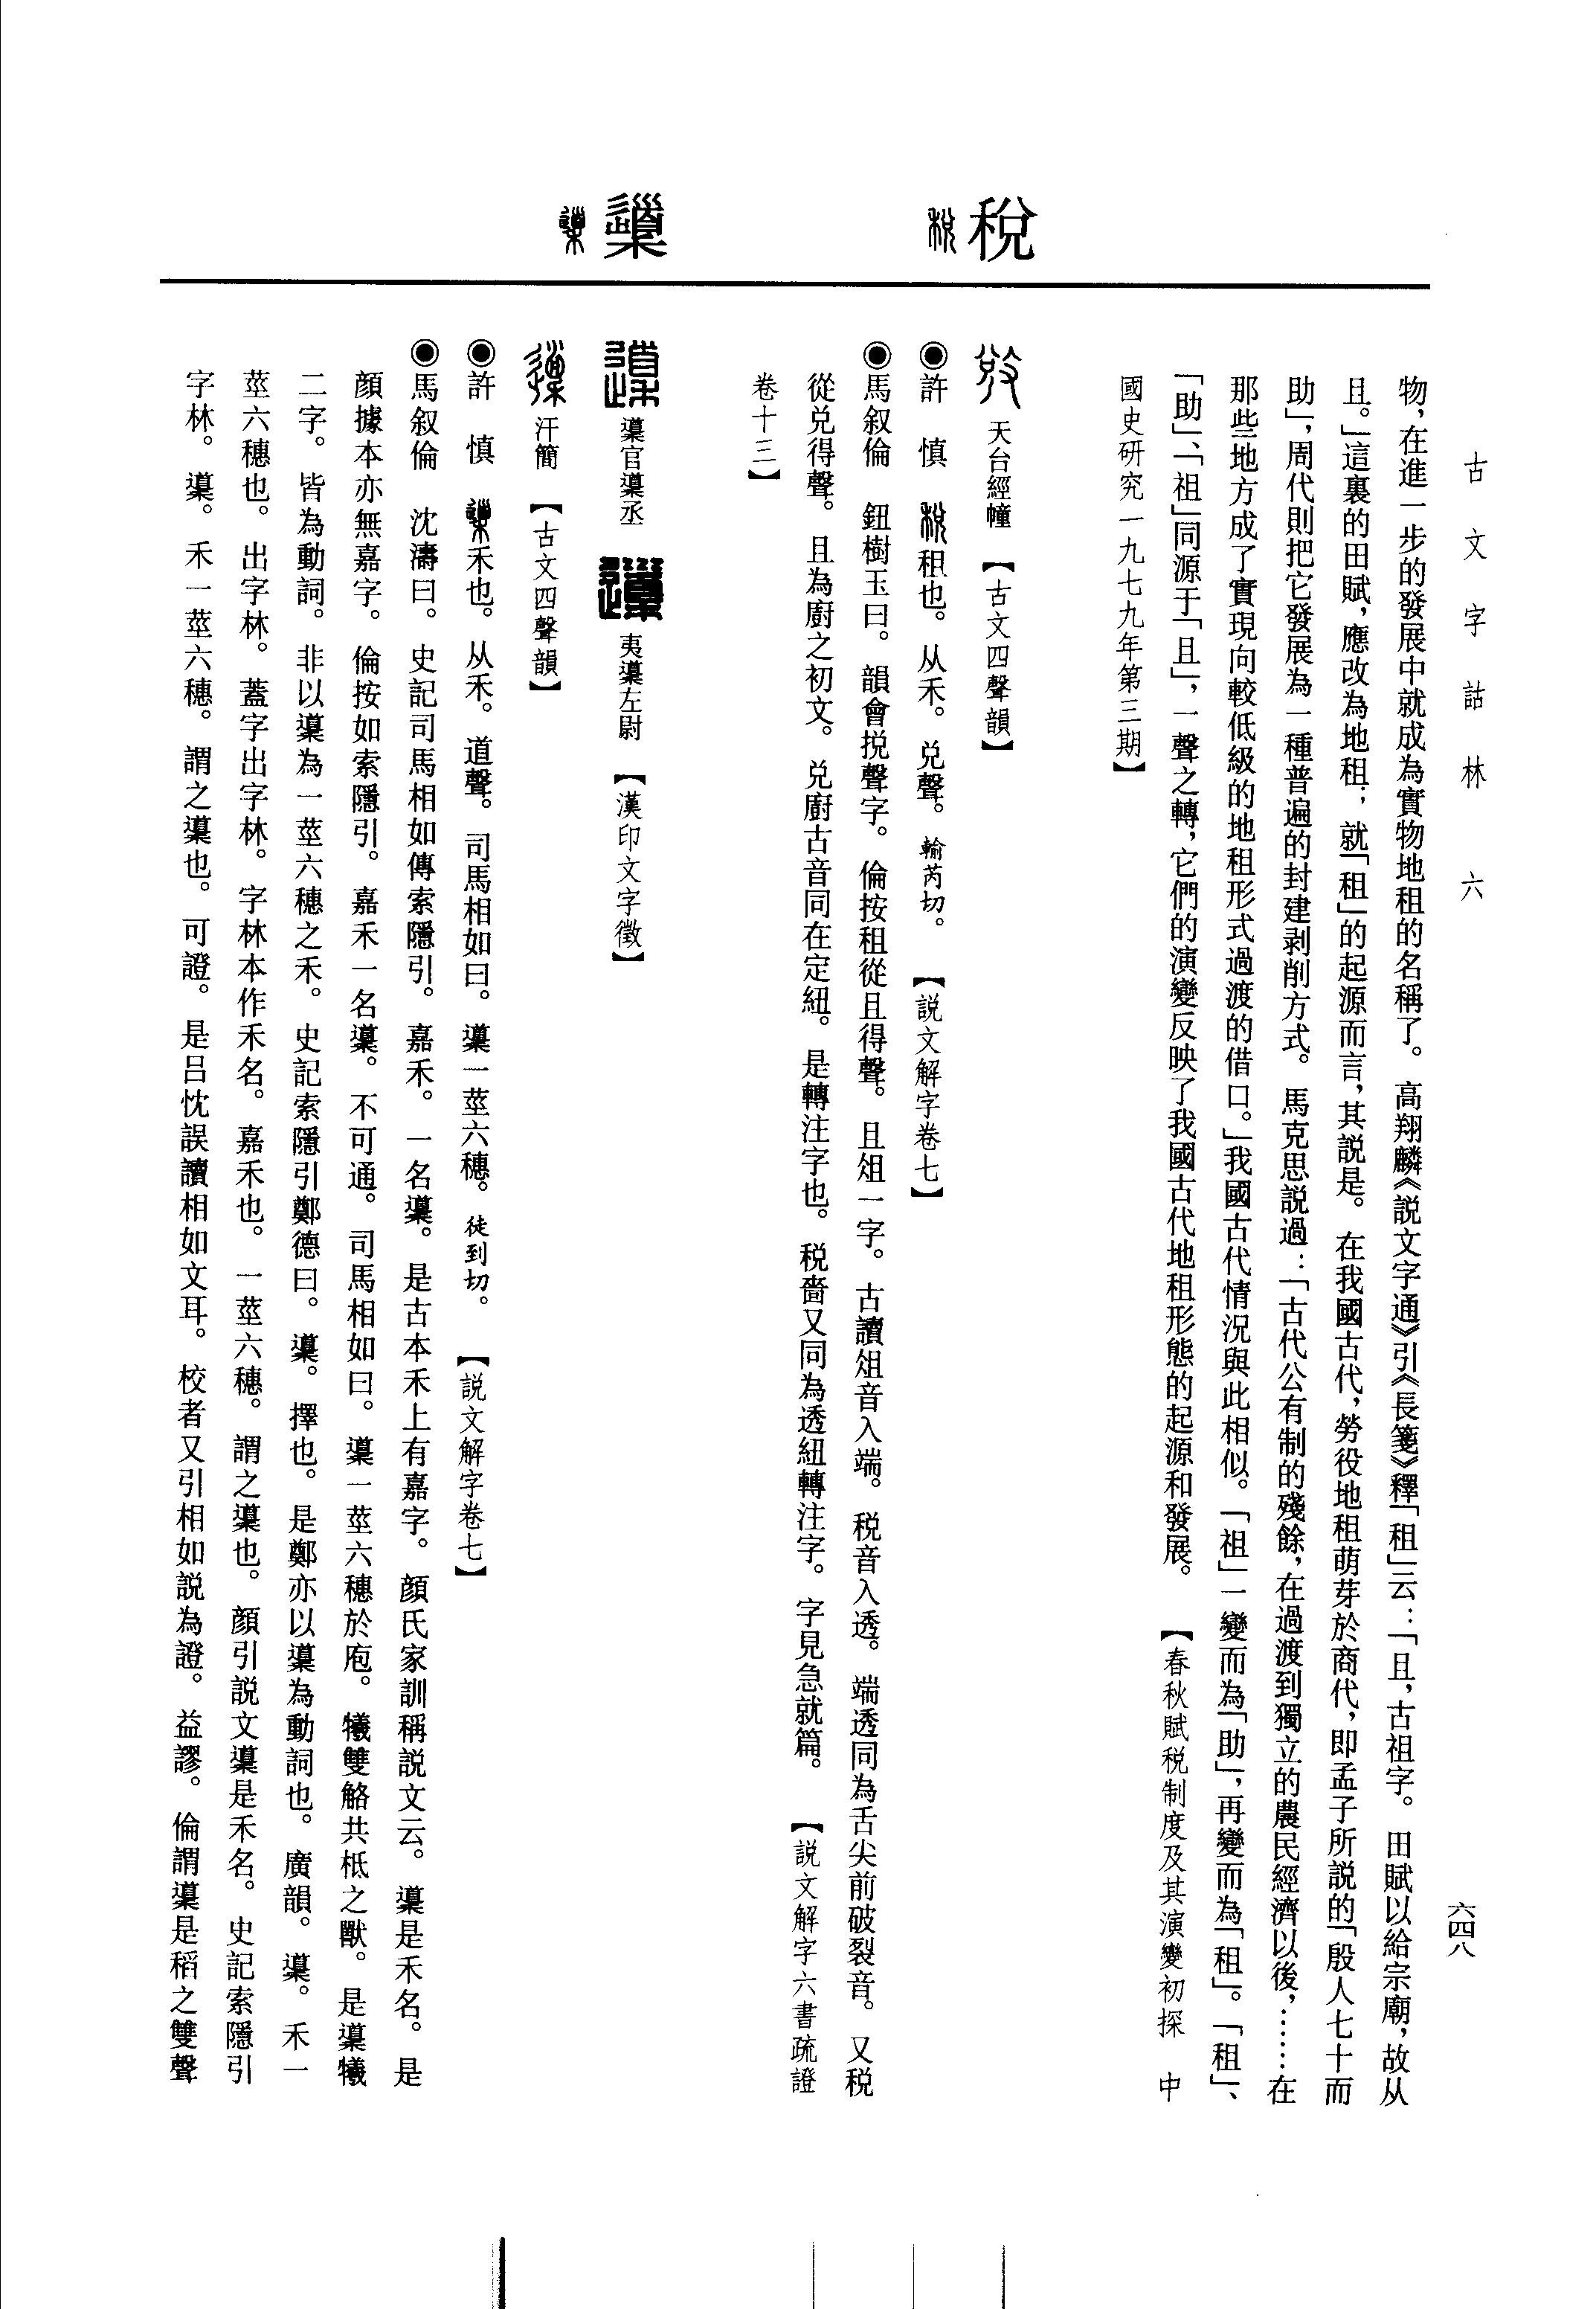 古文字詁林 六
六四八
稅
䆃
物，在進一步的發展中就成為實物地租的名稱了。高翔麟《説文字通》引《長箋》釋「租」云：「且，古祖字。田賦以給宗廟，故从
且。」這裏的田賦，應改為地租；就「租」的起源而言，其説是。在我國古代，勞役地租萌芽於商代，即孟子所説的「殷人七十而
助」，周代則把它發展為一種普遍的封建剥削方式。馬克思説過：「古代公有制的殘餘，在過渡到獨立的農民經濟以後，……在
那些地方成了實現向較低級的地租形式過渡的借口。」我國古代情況與此相似。「祖」一變而為「助」，再變而為「租」。「租」、
「助」、「祖」同源于「且」，一聲之轉，它們的演變反映了我國古代地租形態的起源和發展。【春秋賦税制度及其演變初探 中
國史研究一九七九年第三期】
天台經幢【古文四聲韻】
◉許 慎 税租也。从禾。兑聲。輸芮切。【説文解字卷七】
◉馬叙倫 鈕樹玉曰。韻會挩聲字。倫按租從且得聲。且俎一字。古讀俎音入端。税音入透。端透同為舌尖前破裂音。又税
從兑得聲。且為廚之初文。兑廚古音同在定紐。是轉注字也。税嗇又同為透紐轉注字。字見急就篇。【説文解字六書疏證
卷十三】
䆃官䆃丞 夷䆃左尉【漢印文字徵】
汗簡【古文四聲韻】
◉許 慎 䆃禾也。从禾。道聲。司馬相如曰。䆃一莖六穗。徒到切。【説文解字卷七】
◉馬叙倫 沈濤曰。史記司馬相如傳索隱引。嘉禾。一名䆃。是古本禾上有嘉字。顔氏家訓稱説文云。䆃是禾名。是
顔據本亦無嘉字。倫按如索隱引。嘉禾一名䆃。不可通。司馬相如曰。䆃一莖六穗於庖。犧雙觡共柢之獸。是䆃犧
二字。皆為動詞。非以䆃為一莖六穗之禾。史記索隱引鄭德曰。䆃。擇也。是鄭亦以䆃為動詞也。廣韻。䆃。禾一
莖六穗也。出字林。蓋字出字林。字林本作禾名。嘉禾也。一莖六穗。謂之䆃也。顔引説文䆃是禾名。史記索隱引
字林。䆃。禾一莖六穗。謂之䆃也。可證。是吕忱誤讀相如文耳。校者又引相如説為證。益謬。倫謂䆃是稻之雙聲